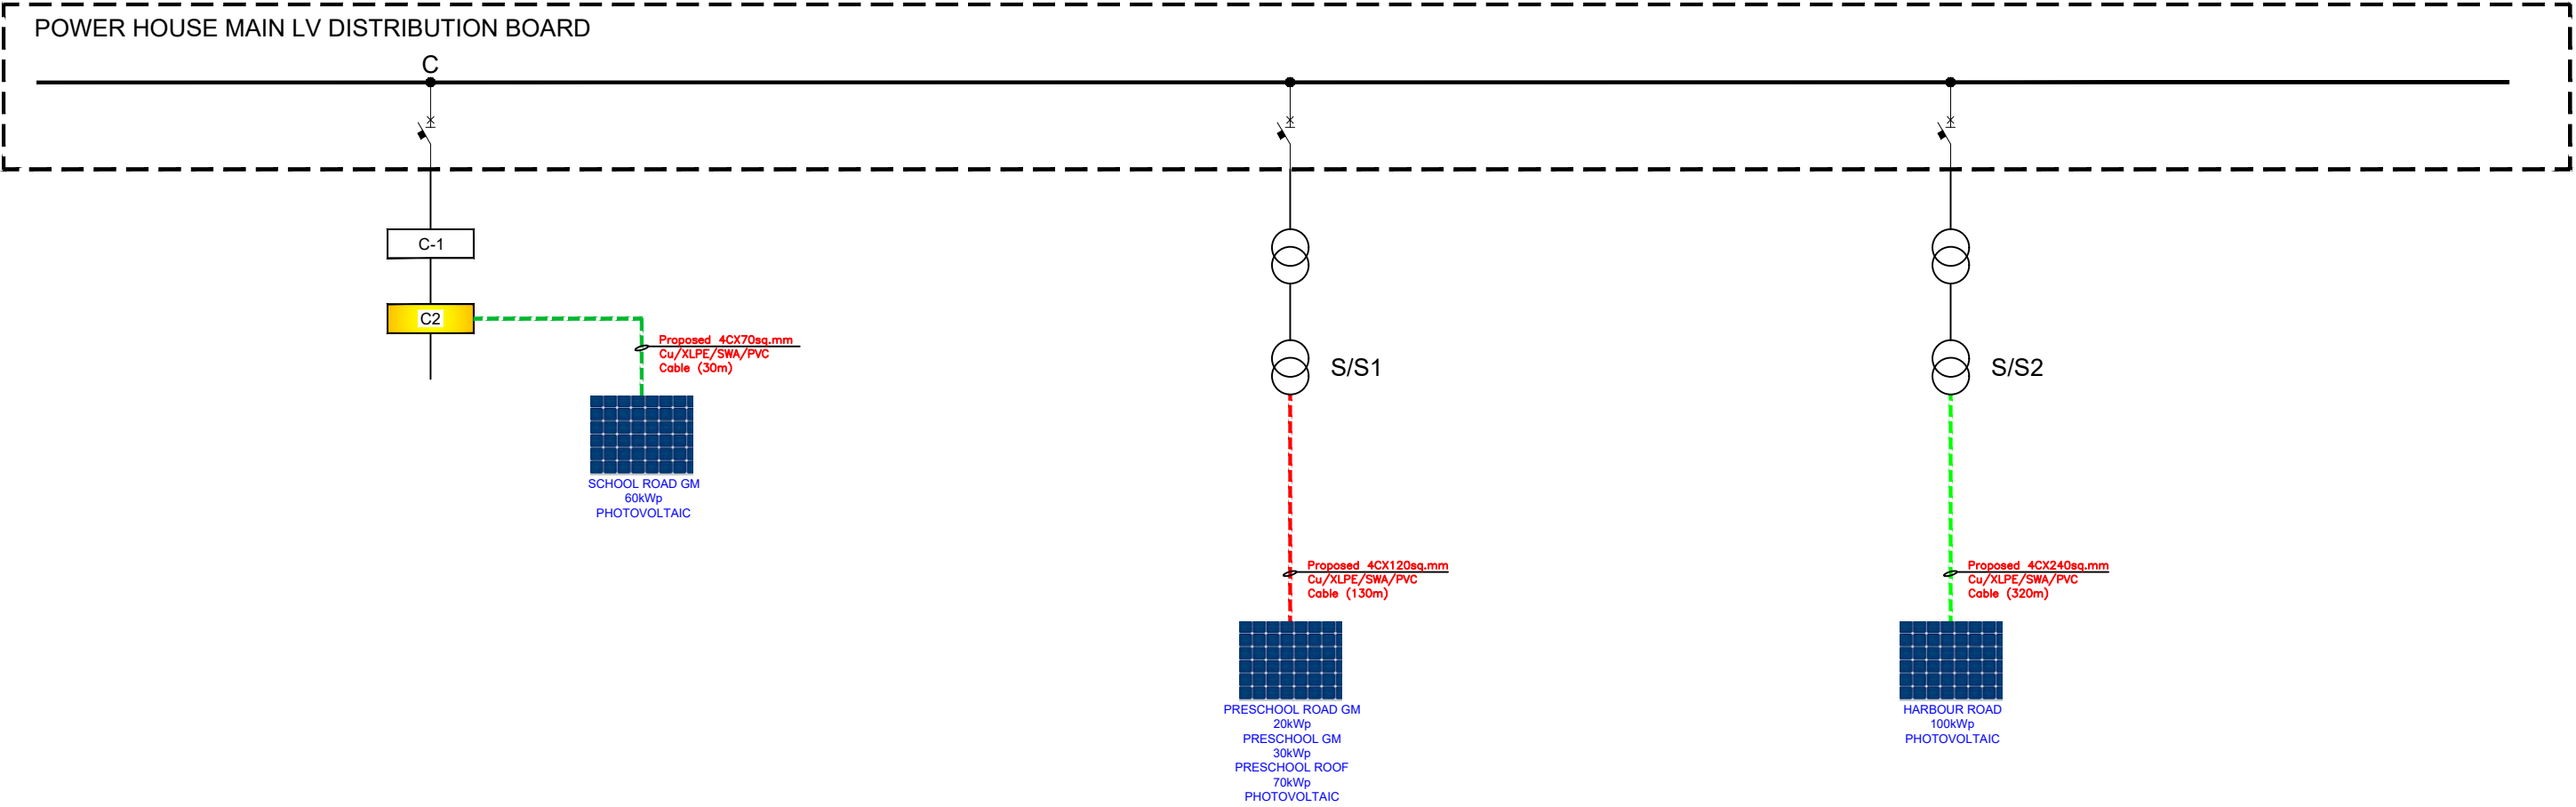 POWER HOUSE MAIN LV DISTRIBUTION BOARD
C
C-1
C2
Proposed 4CX70sq.mm
Cu/XLPE/SWA/PVC
Cable (30m)
SCHOOL ROAD GM
60kWp
PHOTOVOLTAIC
S/S1
Proposed 4CX120sq.mm
Cu/XLPE/SWA/PVC
Cable (130m)
PRESCHOOL ROAD GM
20kWp
PRESCHOOL GM
30kWp
PRESCHOOL ROOF
70kWp
PHOTOVOLTAIC
S/S2
Proposed 4CX240sq.mm
Cu/XLPE/SWA/PVC
Cable (320m)
HARBOUR ROAD
100kWp
PHOTOVOLTAIC